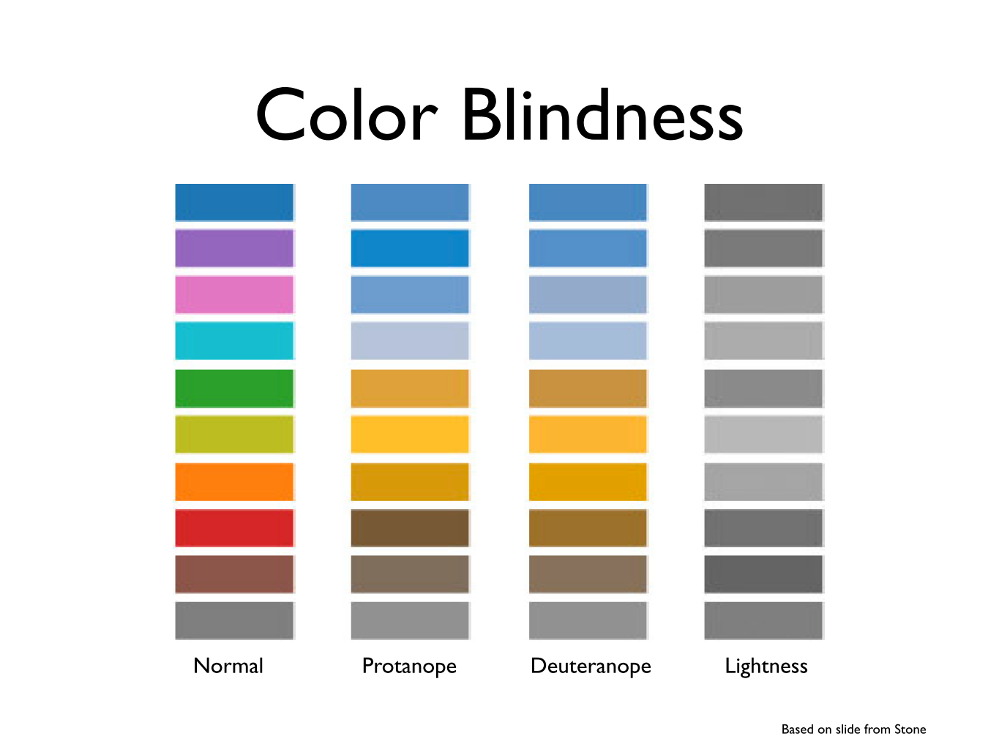 Color Blindness
Normal
Protanope
Deuteranope
Lightness
Based on slide from Stone